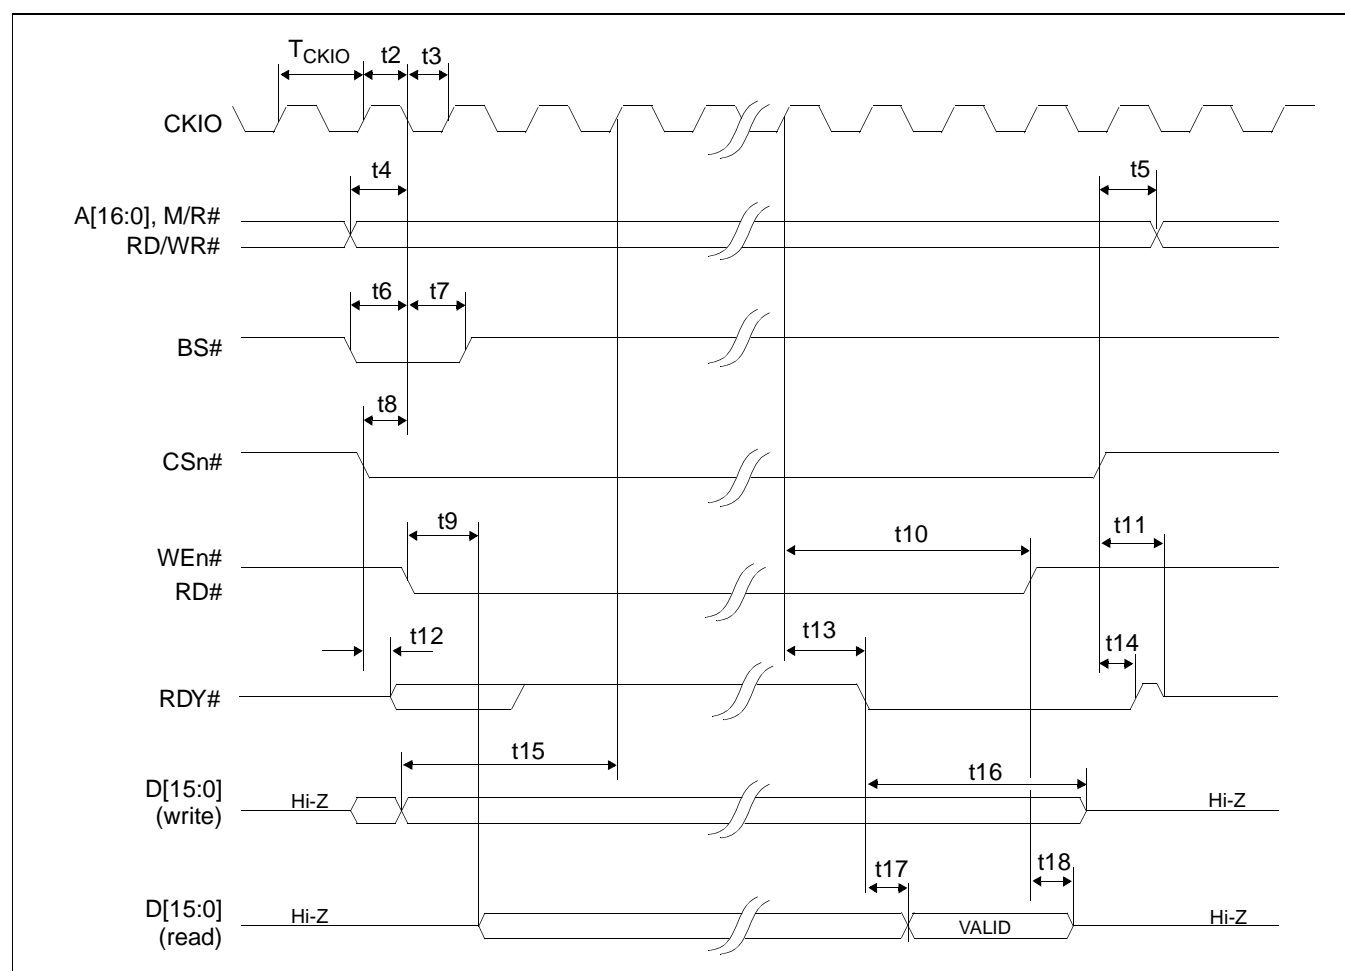 TCKIO t2 t3
CKIO
t4 t5
A[16:0], M/R#
RD/WR#
t6 t7
BS#
t8
CSn#
t9 t10 t11
WEn#
RD#
t12 t13 t14
RDY#
t15 t16
D[15:0]
(write)
Hi-Z Hi-Z
t17 t18
D[15:0]
(read)
Hi-Z VALID Hi-Z